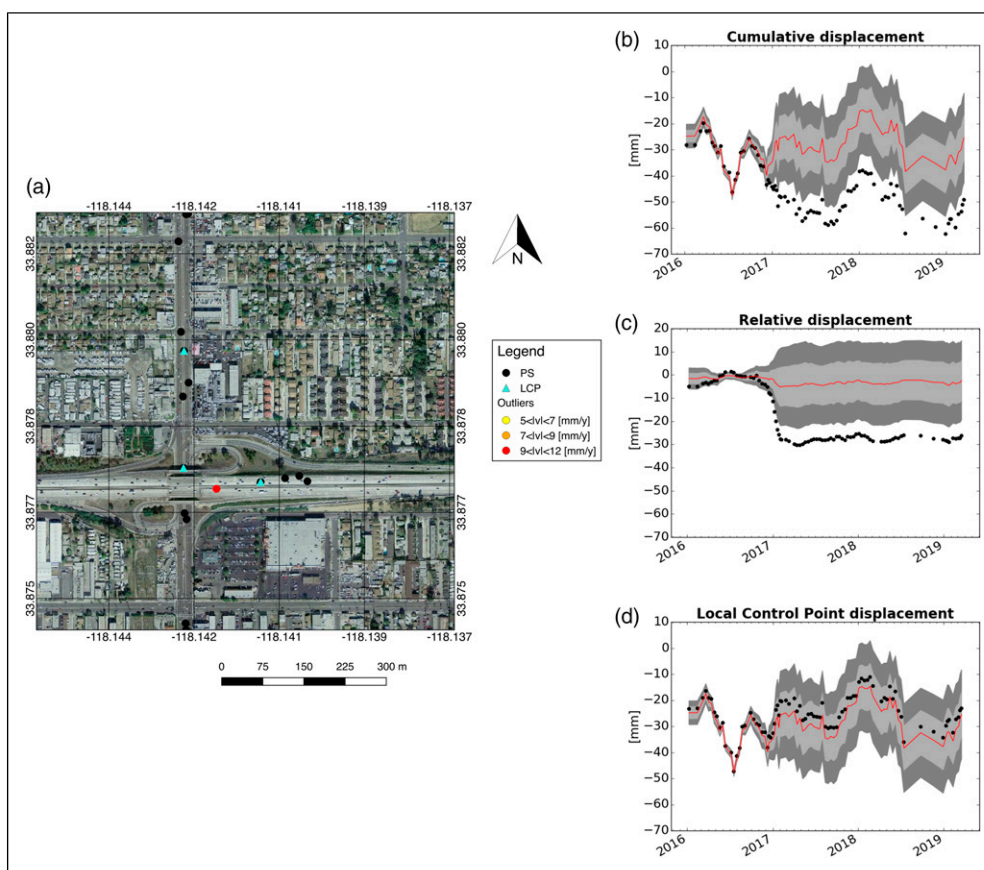 (a)
-118.144 -118.142 -118.141 -118.139 -118.137
33.882 33.882
33.880 33.880
33.878 33.878
33.877 33.877
33.875 33.875
-118.144 -118.142 -118.141 -118.139 -118.137
0 75 150 225 300 m
N
Legend
PS
LCP
Outliers
5<lvl<7 [mm/y]
7<lvl<9 [mm/y]
9<lvl<12 [mm/y]
(b)
Cumulative displacement
[mm]
10
0
−10
−20
−30
−40
−50
−60
−70
2016 2017 2018 2019
(c)
Relative displacement
[mm]
20
10
0
−10
−20
−30
−40
−50
−60
−70
2016 2017 2018 2019
(d)
Local Control Point displacement
[mm]
10
0
−10
−20
−30
−40
−50
−60
−70
2016 2017 2018 2019